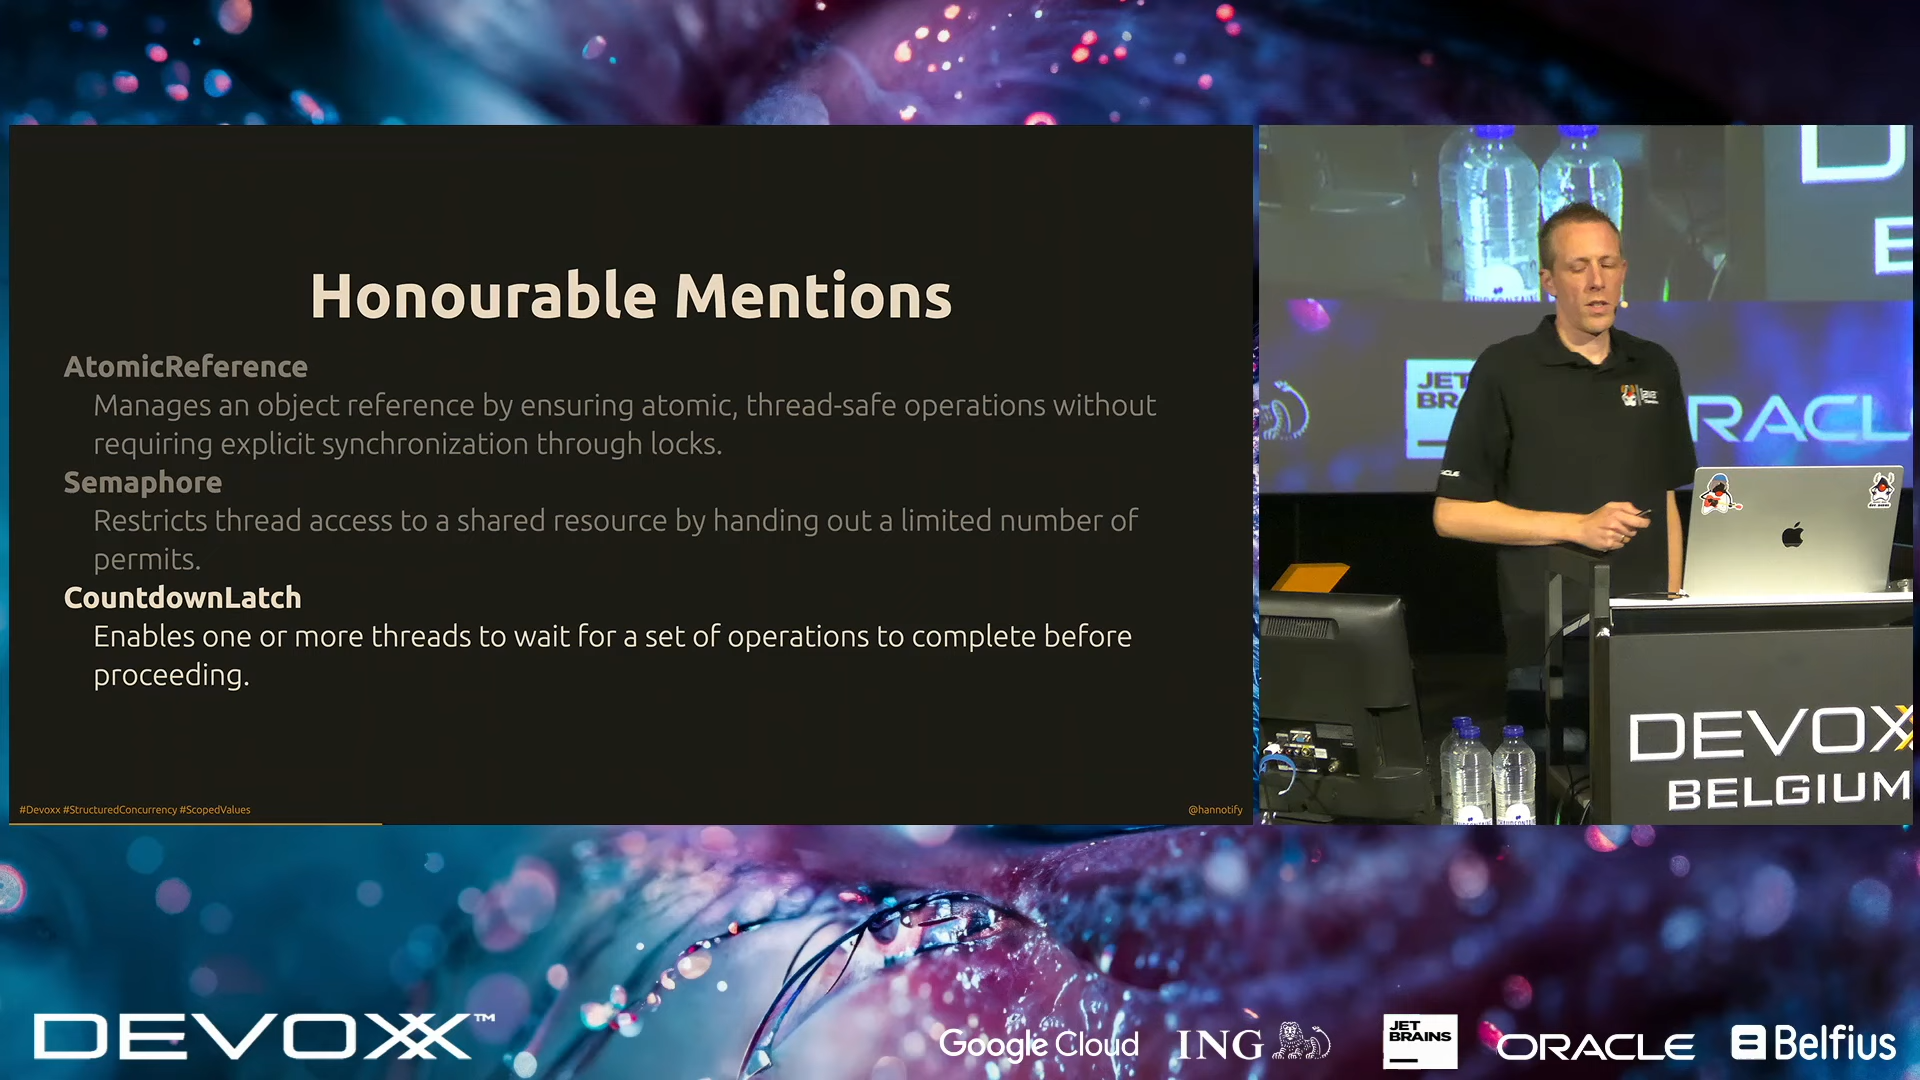 Honourable Mentions
AtomicReference
Manages an object reference by ensuring atomic, thread-safe operations without
requiring explicit synchronization through locks.
Semaphore
Restricts thread access to a shared resource by handing out a limited number of
permits.
CountdownLatch
Enables one or more threads to wait for a set of operations to complete before
proceeding.
#Devoxx #StructuredConcurrency #ScopedValues
@hannotify
JET
BR
RACL
DEVOXX
BELGIUM
DEVOXX™
Google Cloud
ING
JET
BRAINS
ORACLE
Belfius